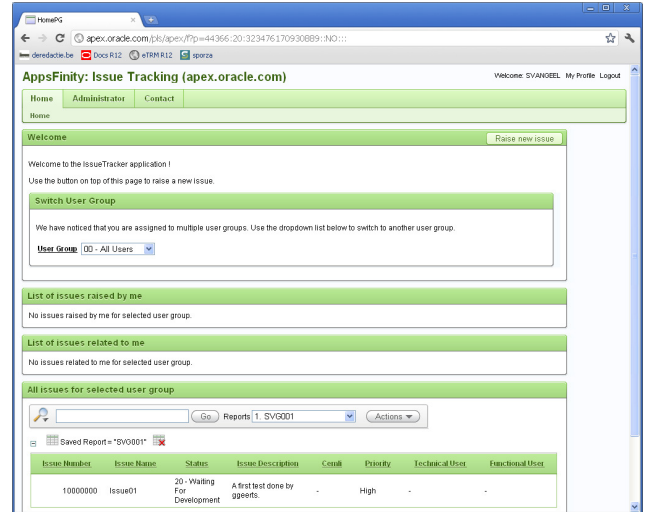 HomePG
apex.oracle.com/pls/apex/f?p=44366:20:323476170930889::NO:::
deredactie.be Docs R12 eTRM R12 sporza
AppsFinity: Issue Tracking (apex.oracle.com)
Welcome: SVANGEEL My Profile Logout
Home Administrator Contact
Home
Welcome
Raise new issue
Welcome to the IssueTracker application !
Use the button on top of this page to raise a new issue.
Switch User Group
We have noticed that you are assigned to multiple user groups. Use the dropdown list below to switch to another user group.
User Group 00 - All Users
List of issues raised by me
No issues raised by me for selected user group.
List of issues related to me
No issues related to me for selected user group.
All issues for selected user group
Go Reports 1. SVG001 Actions
Saved Report = "SVG001"
Issue Number Issue Name Status Issue Description Cemli Priority Technical User Functional User
10000000 Issue01 20 - Waiting For Development A first test done by ggeerts. - High - -